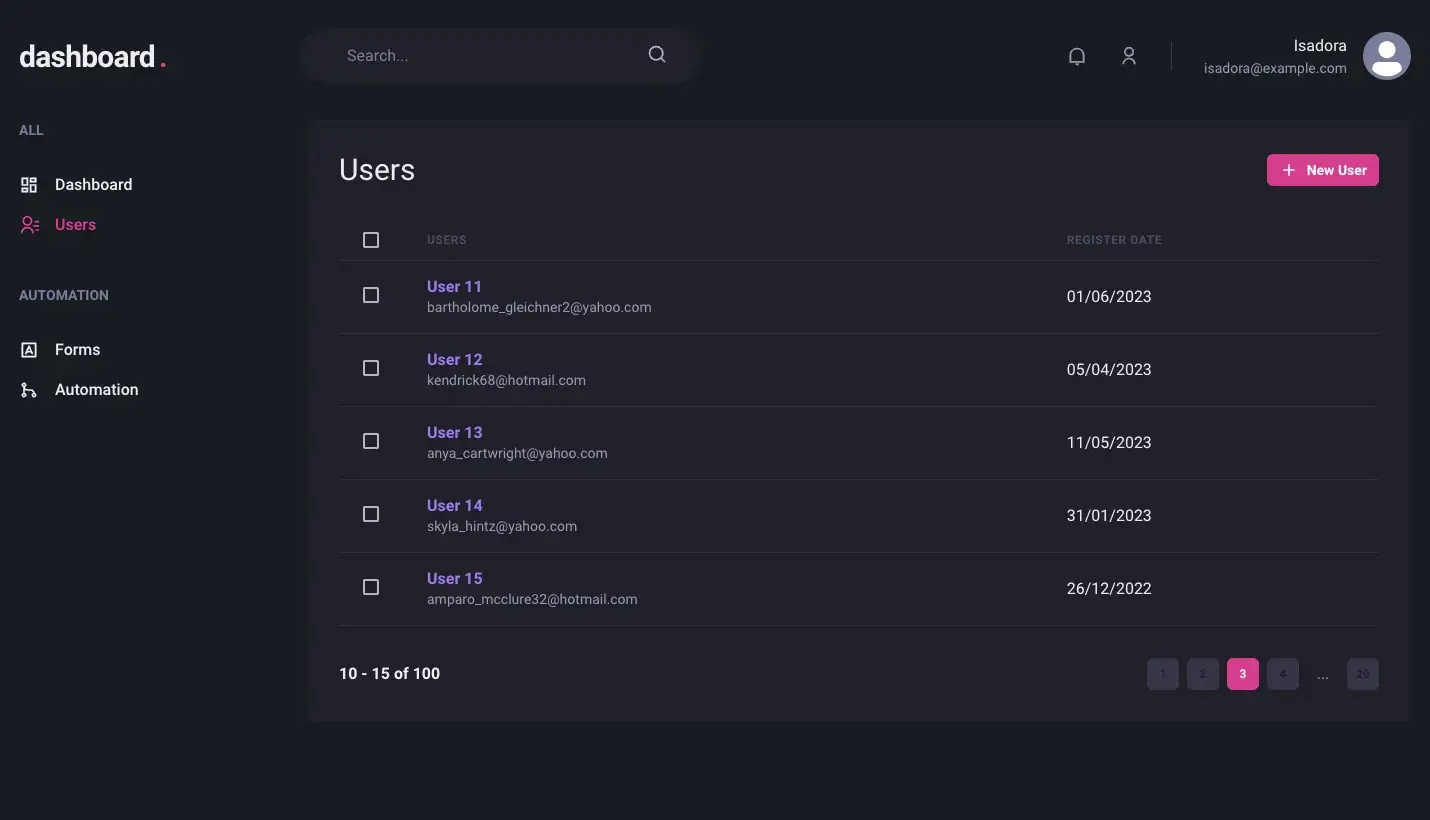 dashboard.
Search...
Isadora
isadora@example.com
ALL
Dashboard
Users
AUTOMATION
Forms
Automation
Users
+ New User
USERS REGISTER DATE
User 11
bartholome_gleichner2@yahoo.com
01/06/2023
User 12
kendrick68@hotmail.com
05/04/2023
User 13
anya_cartwright@yahoo.com
11/05/2023
User 14
skyla_hintz@yahoo.com
31/01/2023
User 15
amparo_mcclure32@hotmail.com
26/12/2022
10 - 15 of 100
1 2 3 4 ... 20